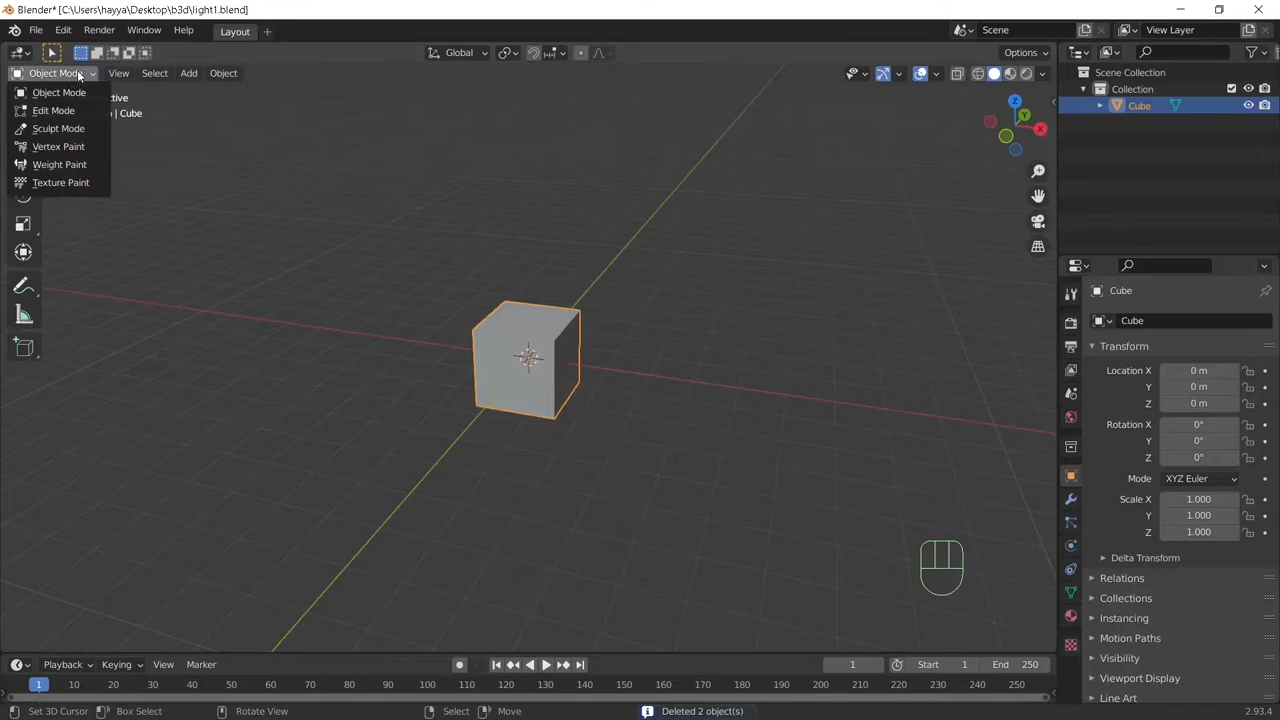 Blender* [C:\Users\hayya\Desktop\b3d\light1.blend]
File Edit Render Window Help Layout + Scene View Layer
Global Options
Object Mode View Select Add Object
Scene Collection
Collection
Cube
Object Mode
Edit Mode
Sculpt Mode
Vertex Paint
Weight Paint
Texture Paint
ctive
| Cube
Z
Y
X
Cube
Cube
Transform
Location X 0 m
Y 0 m
Z 0 m
Rotation X 0°
Y 0°
Z 0°
Mode XYZ Euler
Scale X 1.000
Y 1.000
Z 1.000
Delta Transform
Relations
Collections
Instancing
Motion Paths
Visibility
Viewport Display
Line Art
Playback Keying View Marker 1 Start 1 End 250
1 10 20 30 40 50 60 70 80 90 100 110 120 130 140 150 160 170 180 190 200 210 220 230 240 250
Set 3D Cursor Box Select Rotate View Select Move Deleted 2 object(s) 2.93.4